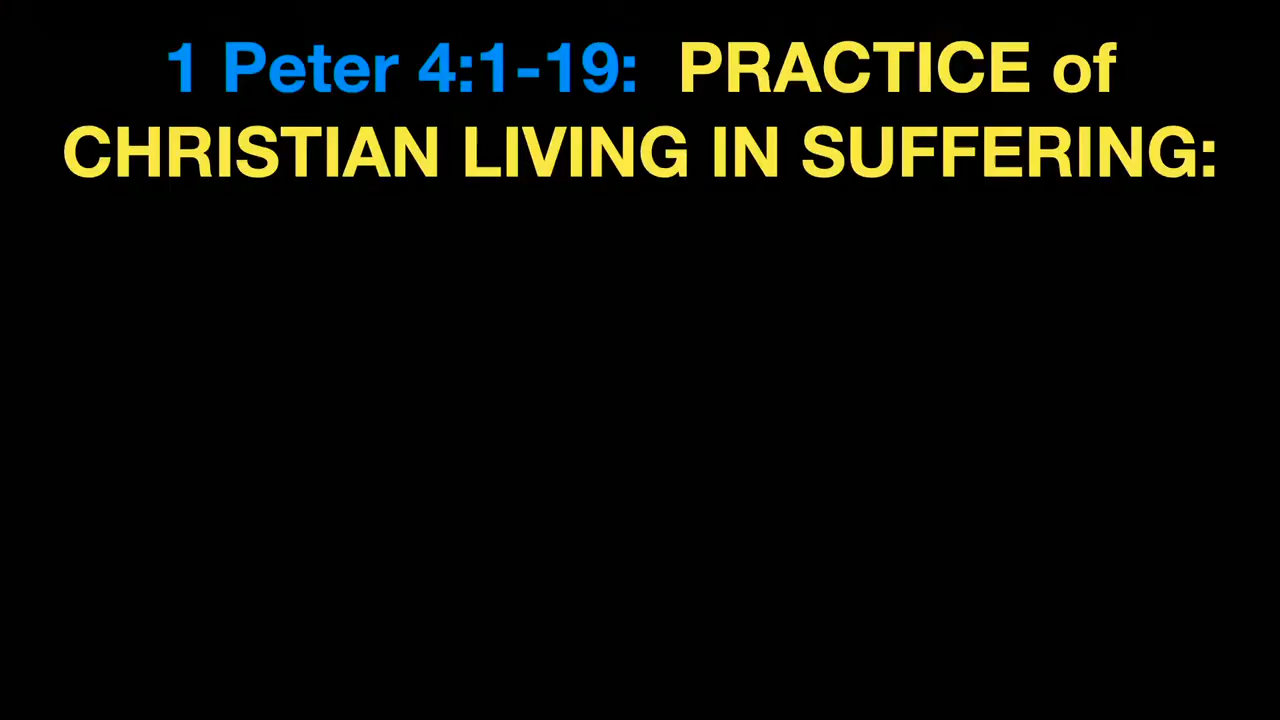 1 Peter 4:1-19: PRACTICE of
CHRISTIAN LIVING IN SUFFERING: